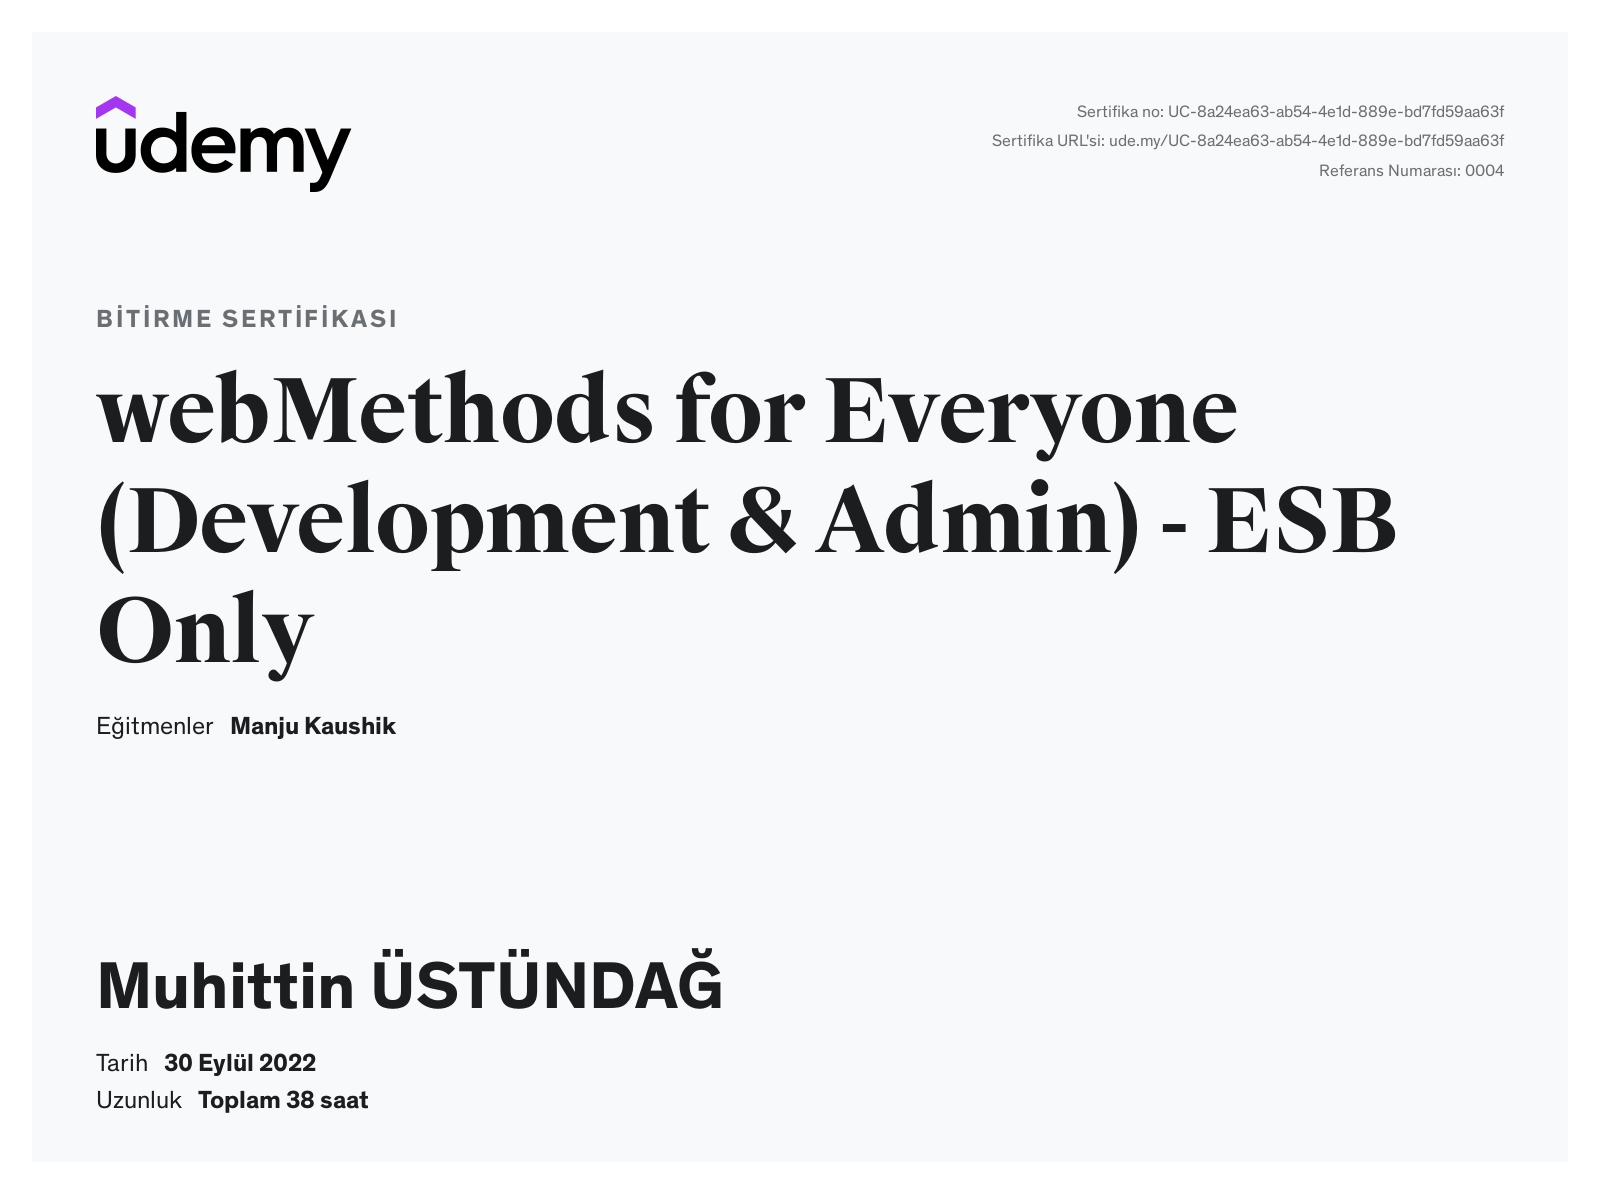 udemy
Sertifika no: UC-8a24ea63-ab54-4e1d-889e-bd7fd59aa63f
Sertifika URL'si: ude.my/UC-8a24ea63-ab54-4e1d-889e-bd7fd59aa63f
Referans Numarası: 0004
BİTİRME SERTİFİKASI
webMethods for Everyone
(Development & Admin) - ESB
Only
Eğitmenler Manju Kaushik
Muhittin ÜSTÜNDAĞ
Tarih 30 Eylül 2022
Uzunluk Toplam 38 saat